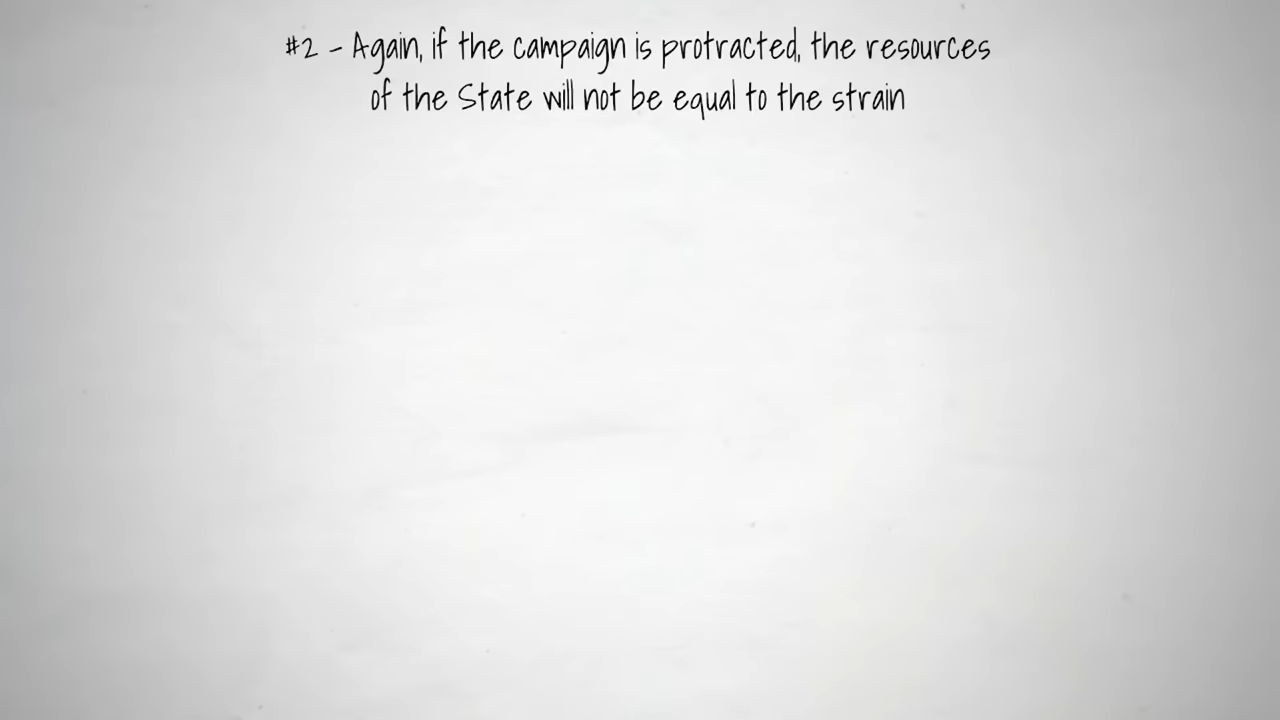 #2 - Again, if the campaign is protracted, the resources
of the State will not be equal to the strain